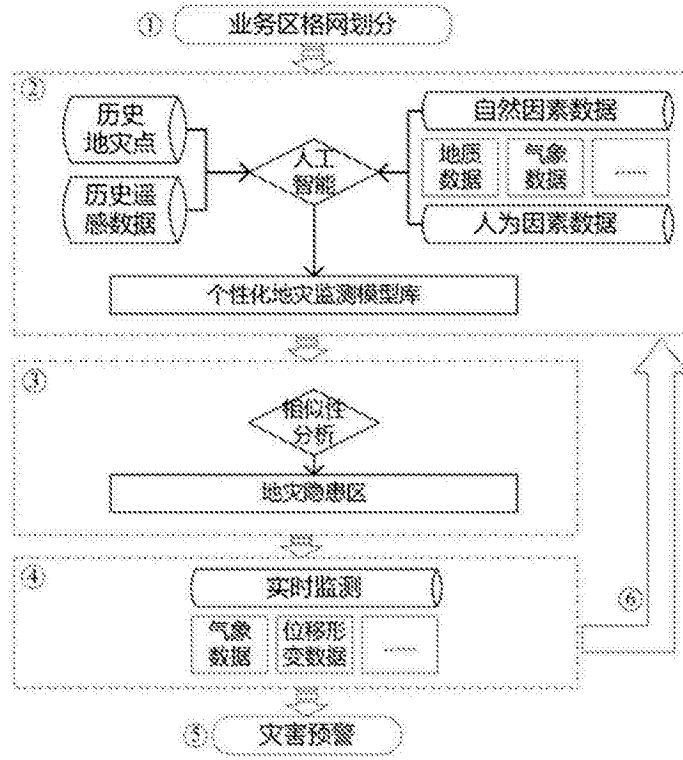 ① 业务区格网划分
②
历史
地灾点
历史遥
感数据
人工
智能
自然因素数据
地质
数据
气象
数据
......
人为因素数据
个性化地灾监测模型库
③
相似性
分析
地灾隐患区
④
实时监测
气象
数据
位移形
变数据
......
⑥
⑤ 灾害预警